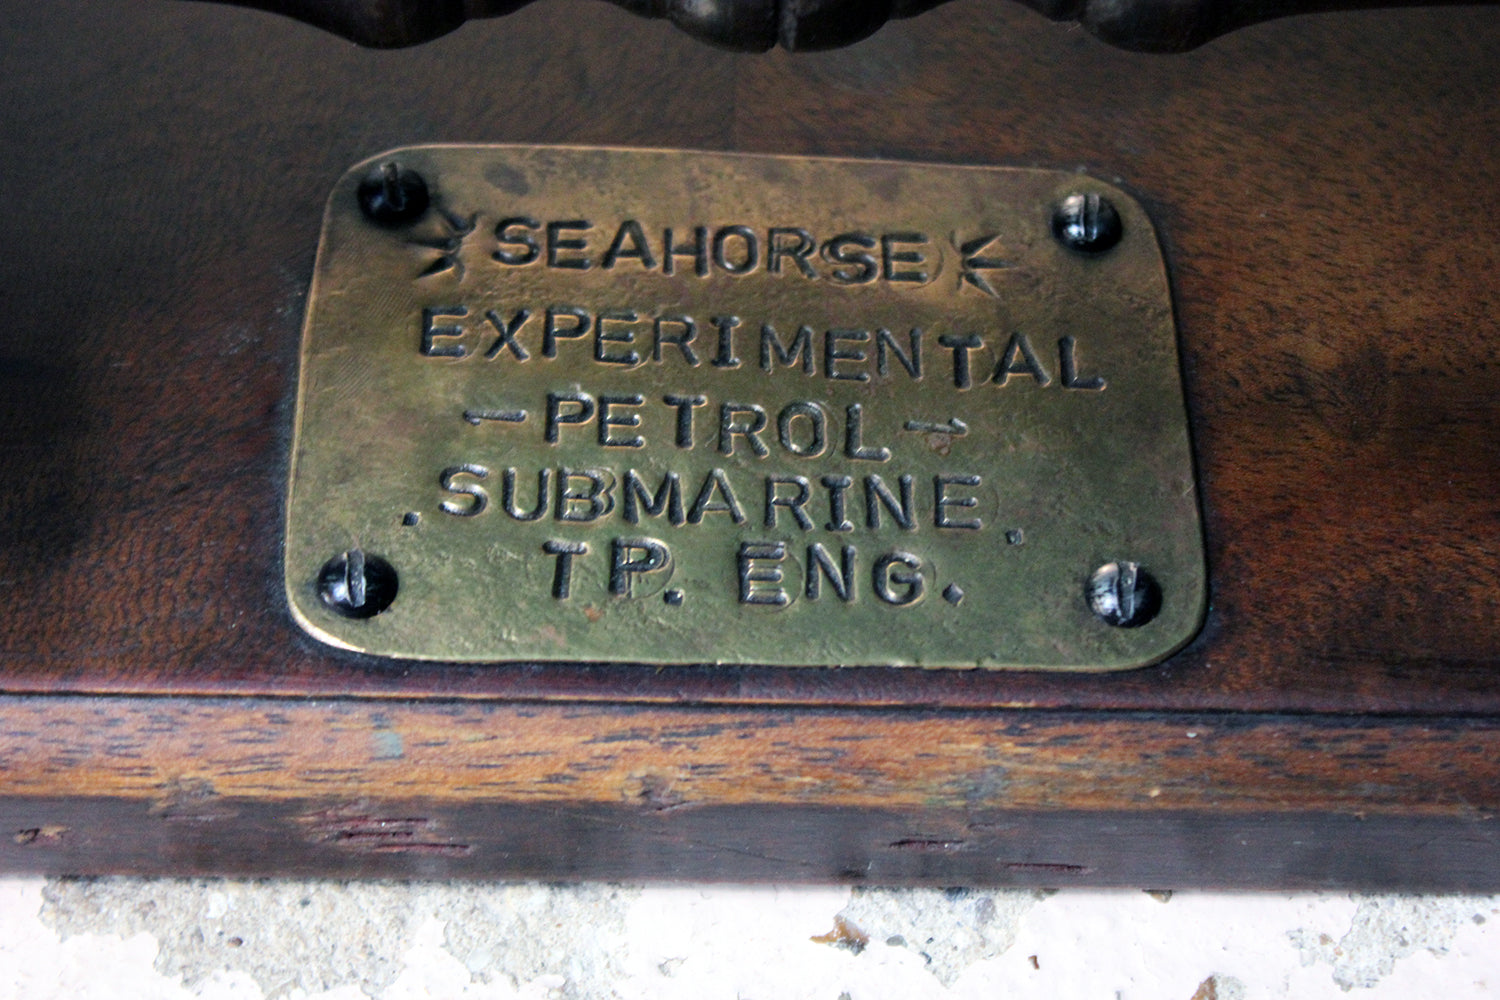 SEAHORSE
EXPERIMENTAL
- PETROL -
. SUBMARINE .
TP. ENG.